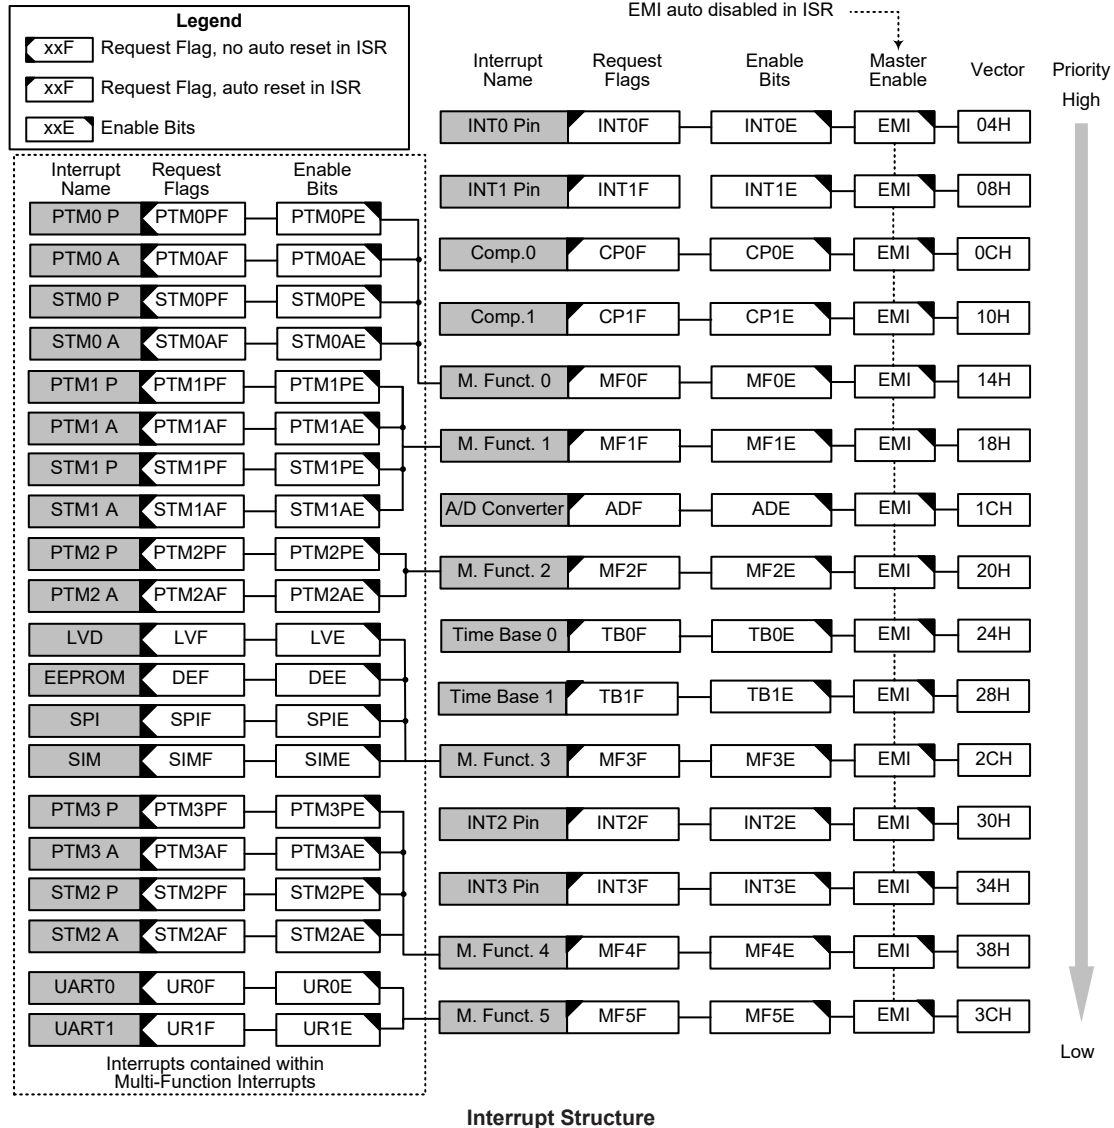 Legend
xxF Request Flag, no auto reset in ISR
xxF Request Flag, auto reset in ISR
xxE Enable Bits
EMI auto disabled in ISR
Interrupt Name Request Flags Enable Bits Master Enable Vector Priority
High
INT0 Pin INT0F INT0E EMI 04H
INT1 Pin INT1F INT1E EMI 08H
Comp.0 CP0F CP0E EMI 0CH
Comp.1 CP1F CP1E EMI 10H
M. Funct. 0 MF0F MF0E EMI 14H
M. Funct. 1 MF1F MF1E EMI 18H
A/D Converter ADF ADE EMI 1CH
M. Funct. 2 MF2F MF2E EMI 20H
Time Base 0 TB0F TB0E EMI 24H
Time Base 1 TB1F TB1E EMI 28H
M. Funct. 3 MF3F MF3E EMI 2CH
INT2 Pin INT2F INT2E EMI 30H
INT3 Pin INT3F INT3E EMI 34H
M. Funct. 4 MF4F MF4E EMI 38H
M. Funct. 5 MF5F MF5E EMI 3CH
Low
Interrupt Name Request Flags Enable Bits
PTM0 P PTM0PF PTM0PE
PTM0 A PTM0AF PTM0AE
STM0 P STM0PF STM0PE
STM0 A STM0AF STM0AE
PTM1 P PTM1PF PTM1PE
PTM1 A PTM1AF PTM1AE
STM1 P STM1PF STM1PE
STM1 A STM1AF STM1AE
PTM2 P PTM2PF PTM2PE
PTM2 A PTM2AF PTM2AE
LVD LVF LVE
EEPROM DEF DEE
SPI SPIF SPIE
SIM SIMF SIME
PTM3 P PTM3PF PTM3PE
PTM3 A PTM3AF PTM3AE
STM2 P STM2PF STM2PE
STM2 A STM2AF STM2AE
UART0 UR0F UR0E
UART1 UR1F UR1E
Interrupts contained within
Multi-Function Interrupts
Interrupt Structure